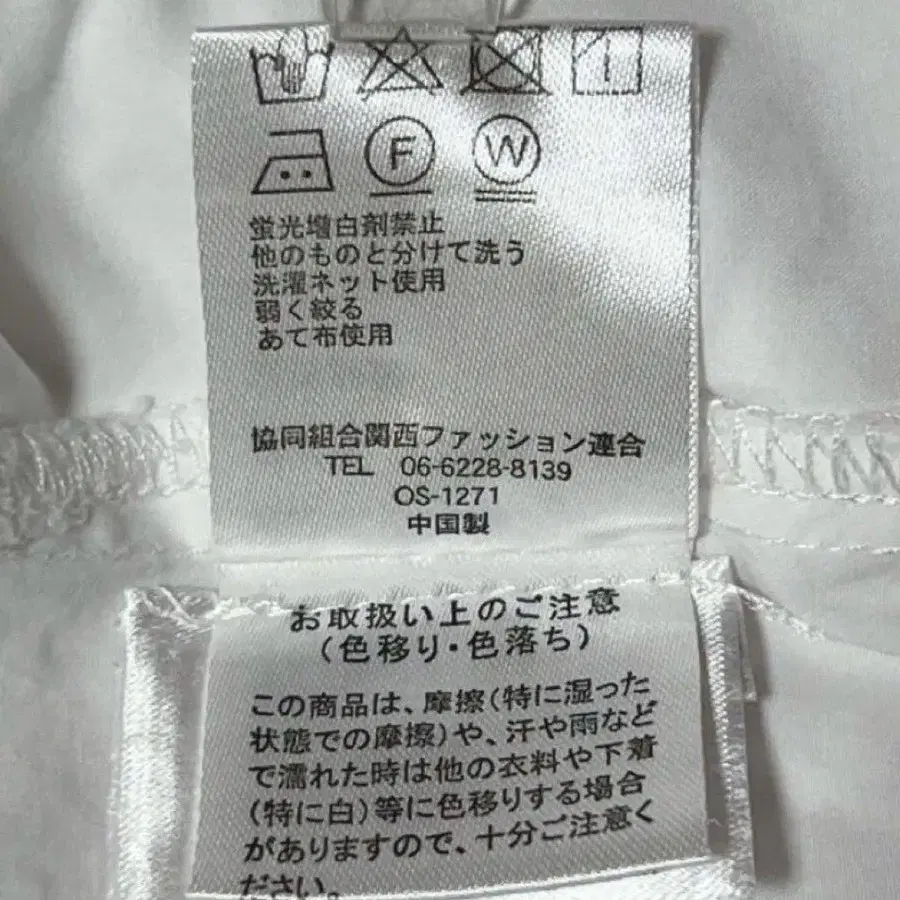 F W
蛍光増白剤禁止
他のものと分けて洗う
洗濯ネット使用
弱く絞る
あて布使用
協同組合関西ファッション連合
TEL 06-6228-8139
OS-1271
中国製
お取扱い上のご注意
(色移り・色落ち)
この商品は、摩擦(特に湿った
状態での摩擦)や、汗や雨など
で濡れた時は他の衣料や下着
(特に白)等に色移りする場合
がありますので、十分ご注意く
ださい。